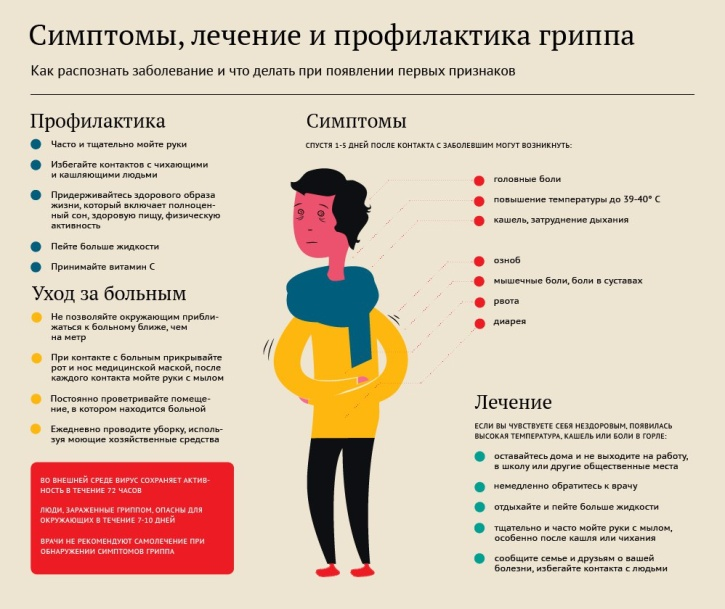 Симптомы, лечение и профилактика гриппа
Как распознать заболевание и что делать при появлении первых признаков
Профилактика
Часто и тщательно мойте руки
Избегайте контактов с чихающими
и кашляющими людьми
Придерживайтесь здорового образа
жизни, который включает полноцен-
ный сон, здоровую пищу, физическую
активность
Пейте больше жидкости
Принимайте витамин С
Уход за больным
Не позволяйте окружающим прибли-
жаться к больному ближе, чем
на метр
При контакте с больным прикрывайте
рот и нос медицинской маской, после
каждого контакта мойте руки с мылом
Постоянно проветривайте помеще-
ние, в котором находится больной
Ежедневно проводите уборку, исполь-
зуя моющие хозяйственные средства
ВО ВНЕШНЕЙ СРЕДЕ ВИРУС СОХРАНЯЕТ АКТИВ-
НОСТЬ В ТЕЧЕНИЕ 72 ЧАСОВ
ЛЮДИ, ЗАРАЖЕННЫЕ ГРИППОМ, ОПАСНЫ ДЛЯ
ОКРУЖАЮЩИХ В ТЕЧЕНИЕ 7-10 ДНЕЙ
ВРАЧИ НЕ РЕКОМЕНДУЮТ САМОЛЕЧЕНИЕ ПРИ
ОБНАРУЖЕНИИ СИМПТОМОВ ГРИППА
Симптомы
СПУСТЯ 1-5 ДНЕЙ ПОСЛЕ КОНТАКТА С ЗАБОЛЕВШИМ МОГУТ ВОЗНИКНУТЬ:
головные боли
повышение температуры до 39-40° С
кашель, затруднение дыхания
озноб
мышечные боли, боли в суставах
рвота
диарея
Лечение
ЕСЛИ ВЫ ЧУВСТВУЕТЕ СЕБЯ НЕЗДОРОВЫМ, ПОЯВИЛАСЬ
ВЫСОКАЯ ТЕМПЕРАТУРА, КАШЕЛЬ ИЛИ БОЛИ В ГОРЛЕ:
оставайтесь дома и не выходите на работу,
в школу или другие общественные места
немедленно обратитесь к врачу
отдыхайте и пейте больше жидкости
тщательно и часто мойте руки с мылом,
особенно после кашля или чихания
сообщите семье и друзьям о вашей
болезни, избегайте контакта с людьми